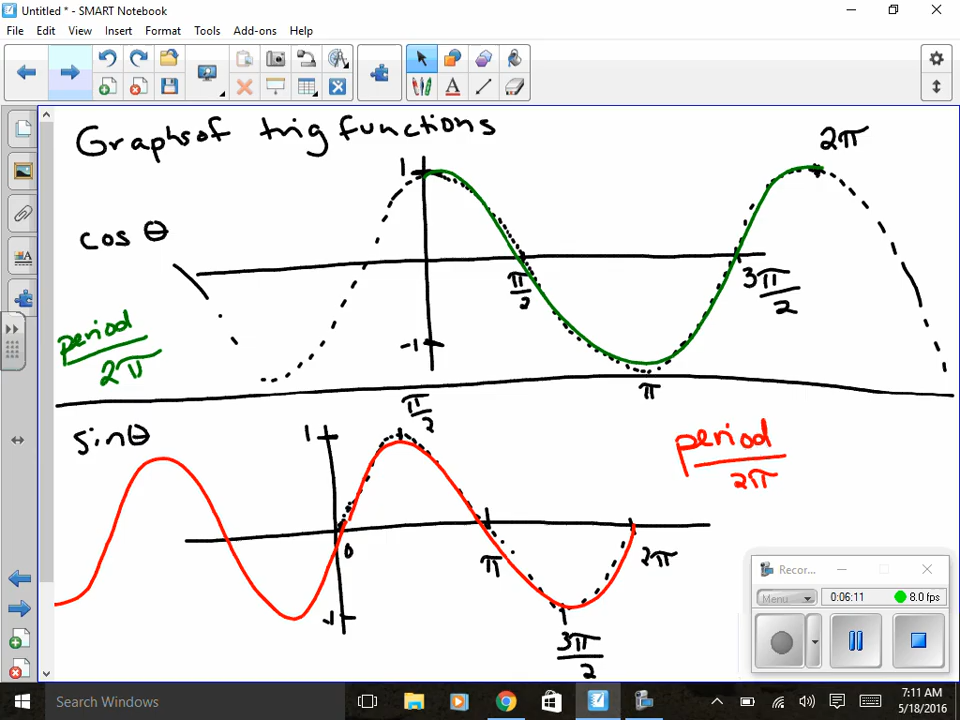 Untitled * - SMART Notebook
File Edit View Insert Format Tools Add-ons Help
Graphs of trig functions
2π
1
cos θ
π/2
3π/2
period
2π
-1
π
π/2
sinθ
1
period
2π
0
π
2π
-1
3π/2
Recor...
Menu
0:06:11
8.0 fps
Search Windows
7:11 AM
5/18/2016